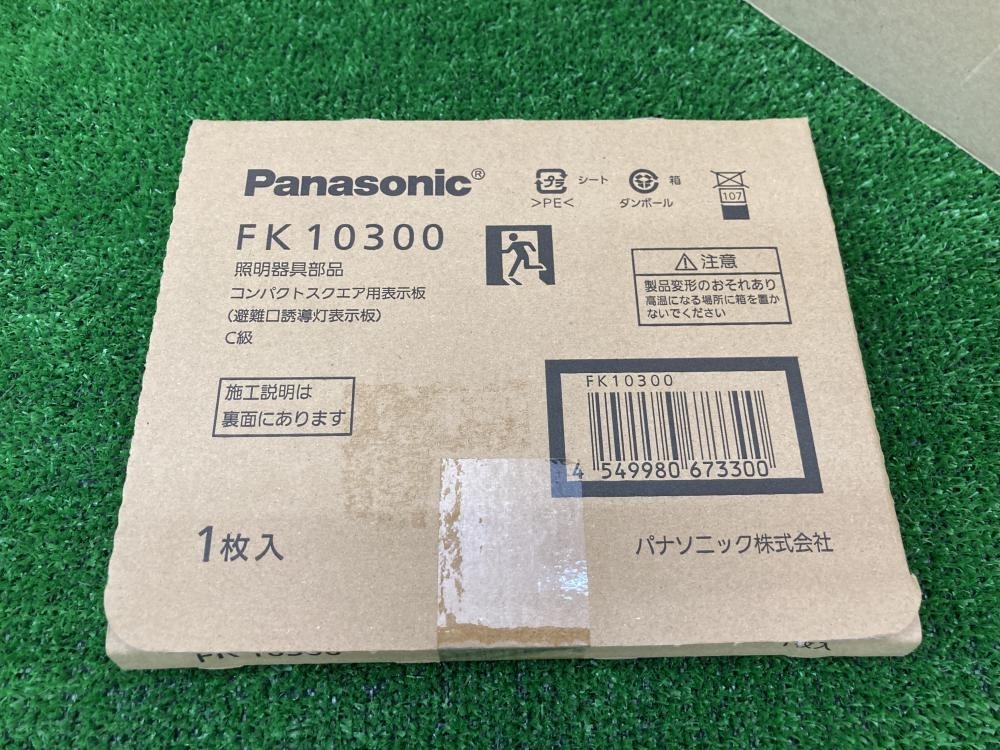 Panasonic®
プラ シート
>PE<
箱
ダンボール
107
FK10300
照明器具部品
コンパクトスクエア用表示板
(避難口誘導灯表示板)
C級
注意
製品変形のおそれあり
高温になる場所に箱を置か
ないでください
施工説明は
裏面にあります
FK10300
4 549980 673300
1枚入
パナソニック株式会社
FK 10300